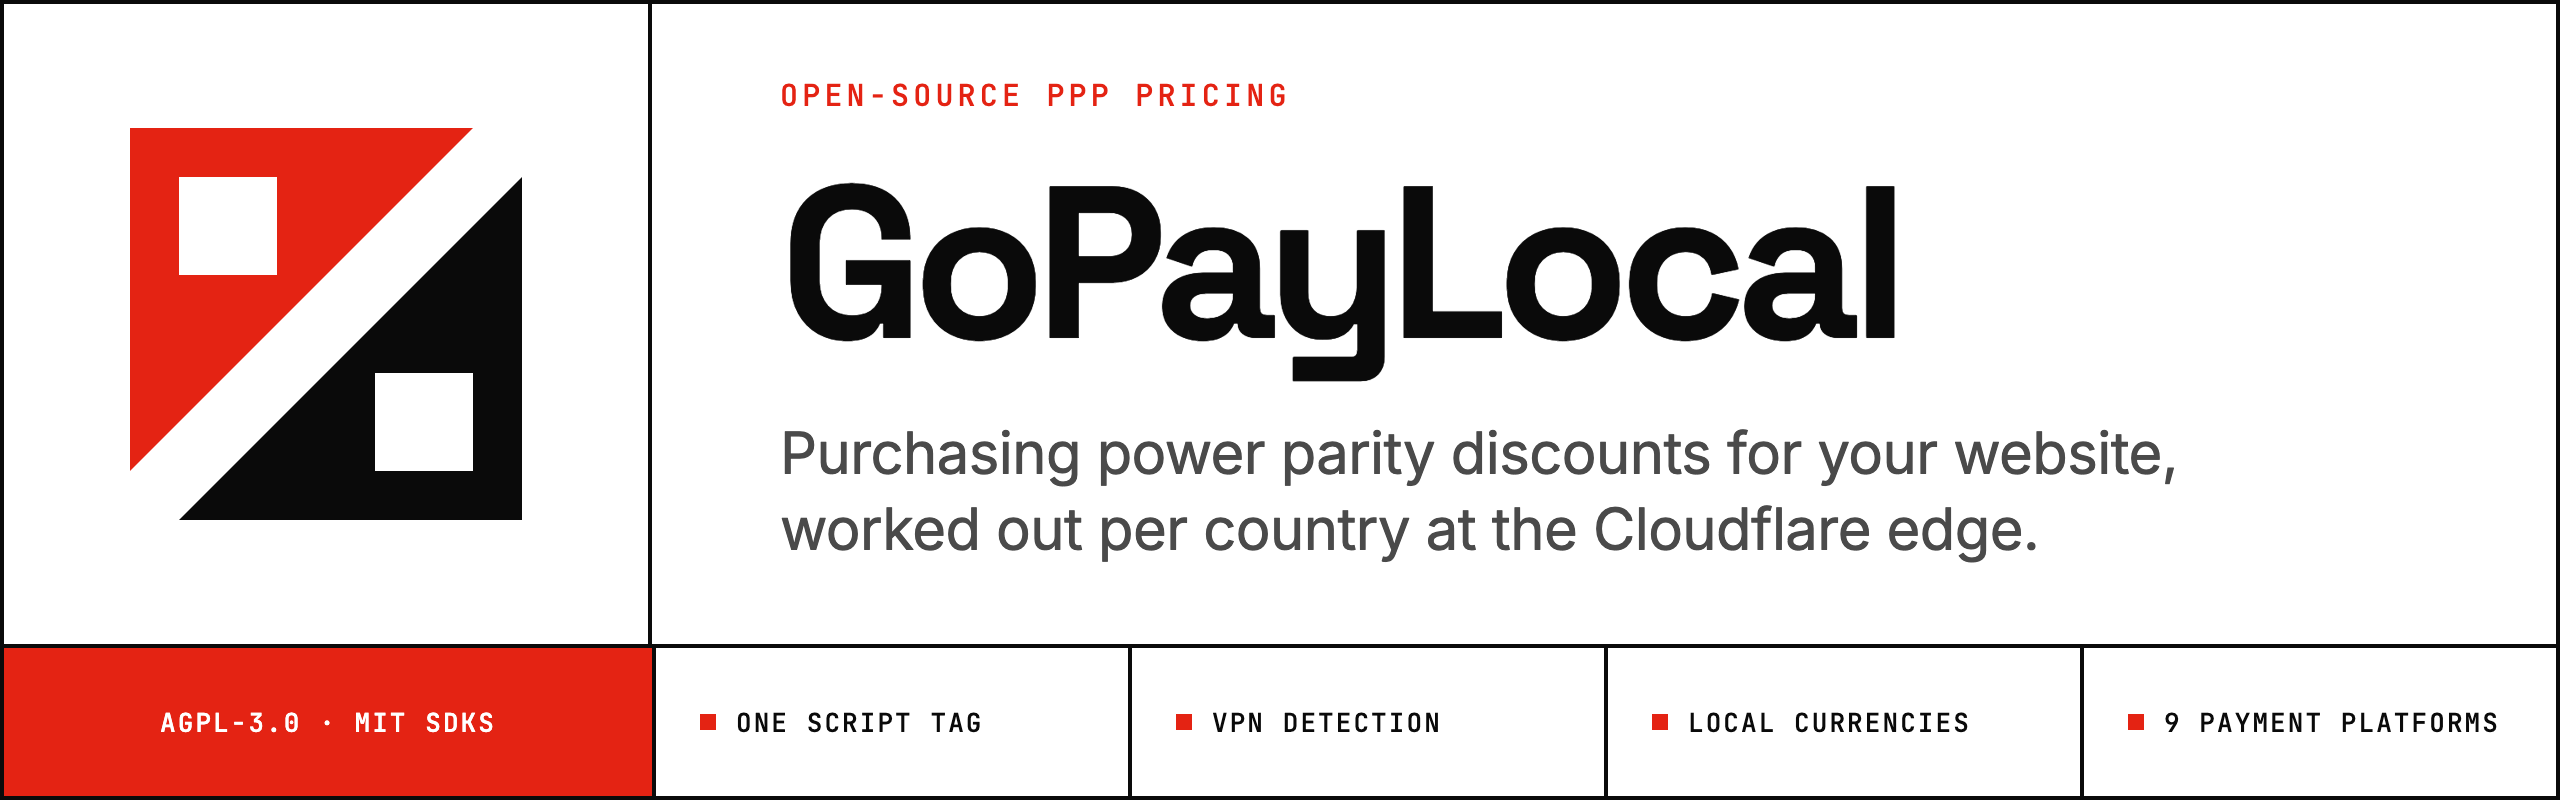 OPEN-SOURCE PPP PRICING
GoPayLocal
Purchasing power parity discounts for your website,
worked out per country at the Cloudflare edge.
AGPL-3.0 · MIT SDKS
ONE SCRIPT TAG
VPN DETECTION
LOCAL CURRENCIES
9 PAYMENT PLATFORMS